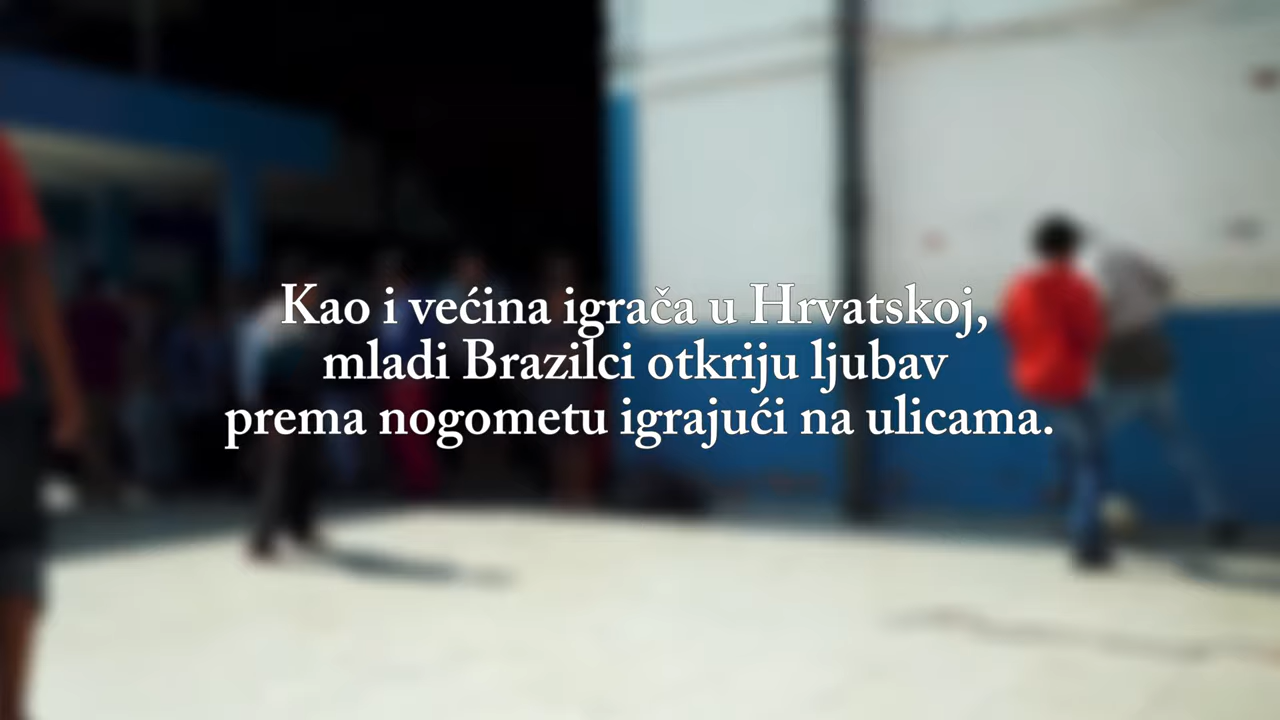 Kao i većina igrača u Hrvatskoj,
mladi Brazilci otkriju ljubav
prema nogometu igrajući na ulicama.